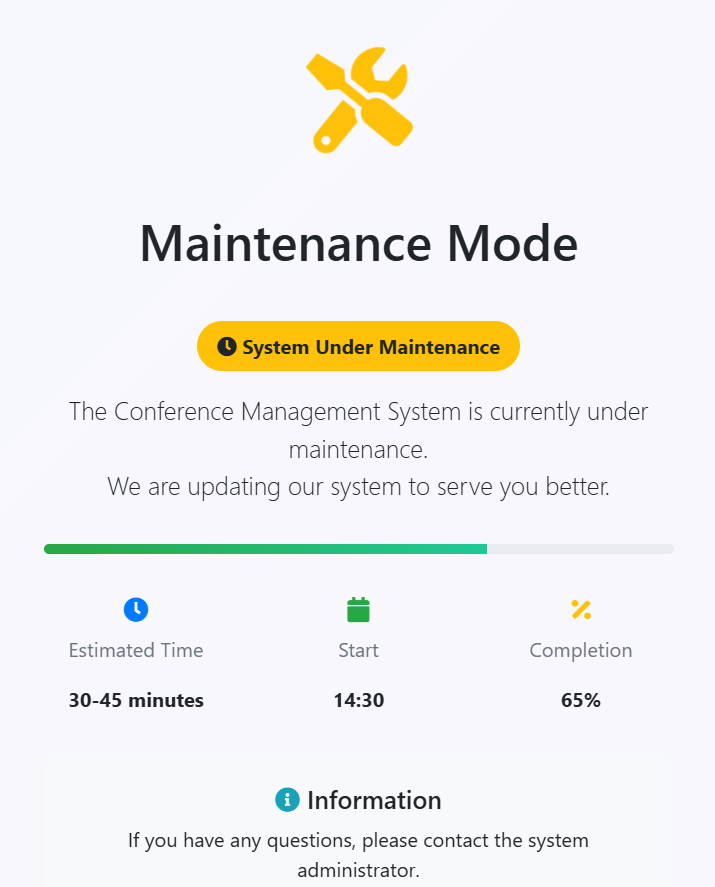 Maintenance Mode
System Under Maintenance
The Conference Management System is currently under
maintenance.
We are updating our system to serve you better.
Estimated Time
30-45 minutes
Start
14:30
Completion
65%
Information
If you have any questions, please contact the system
administrator.